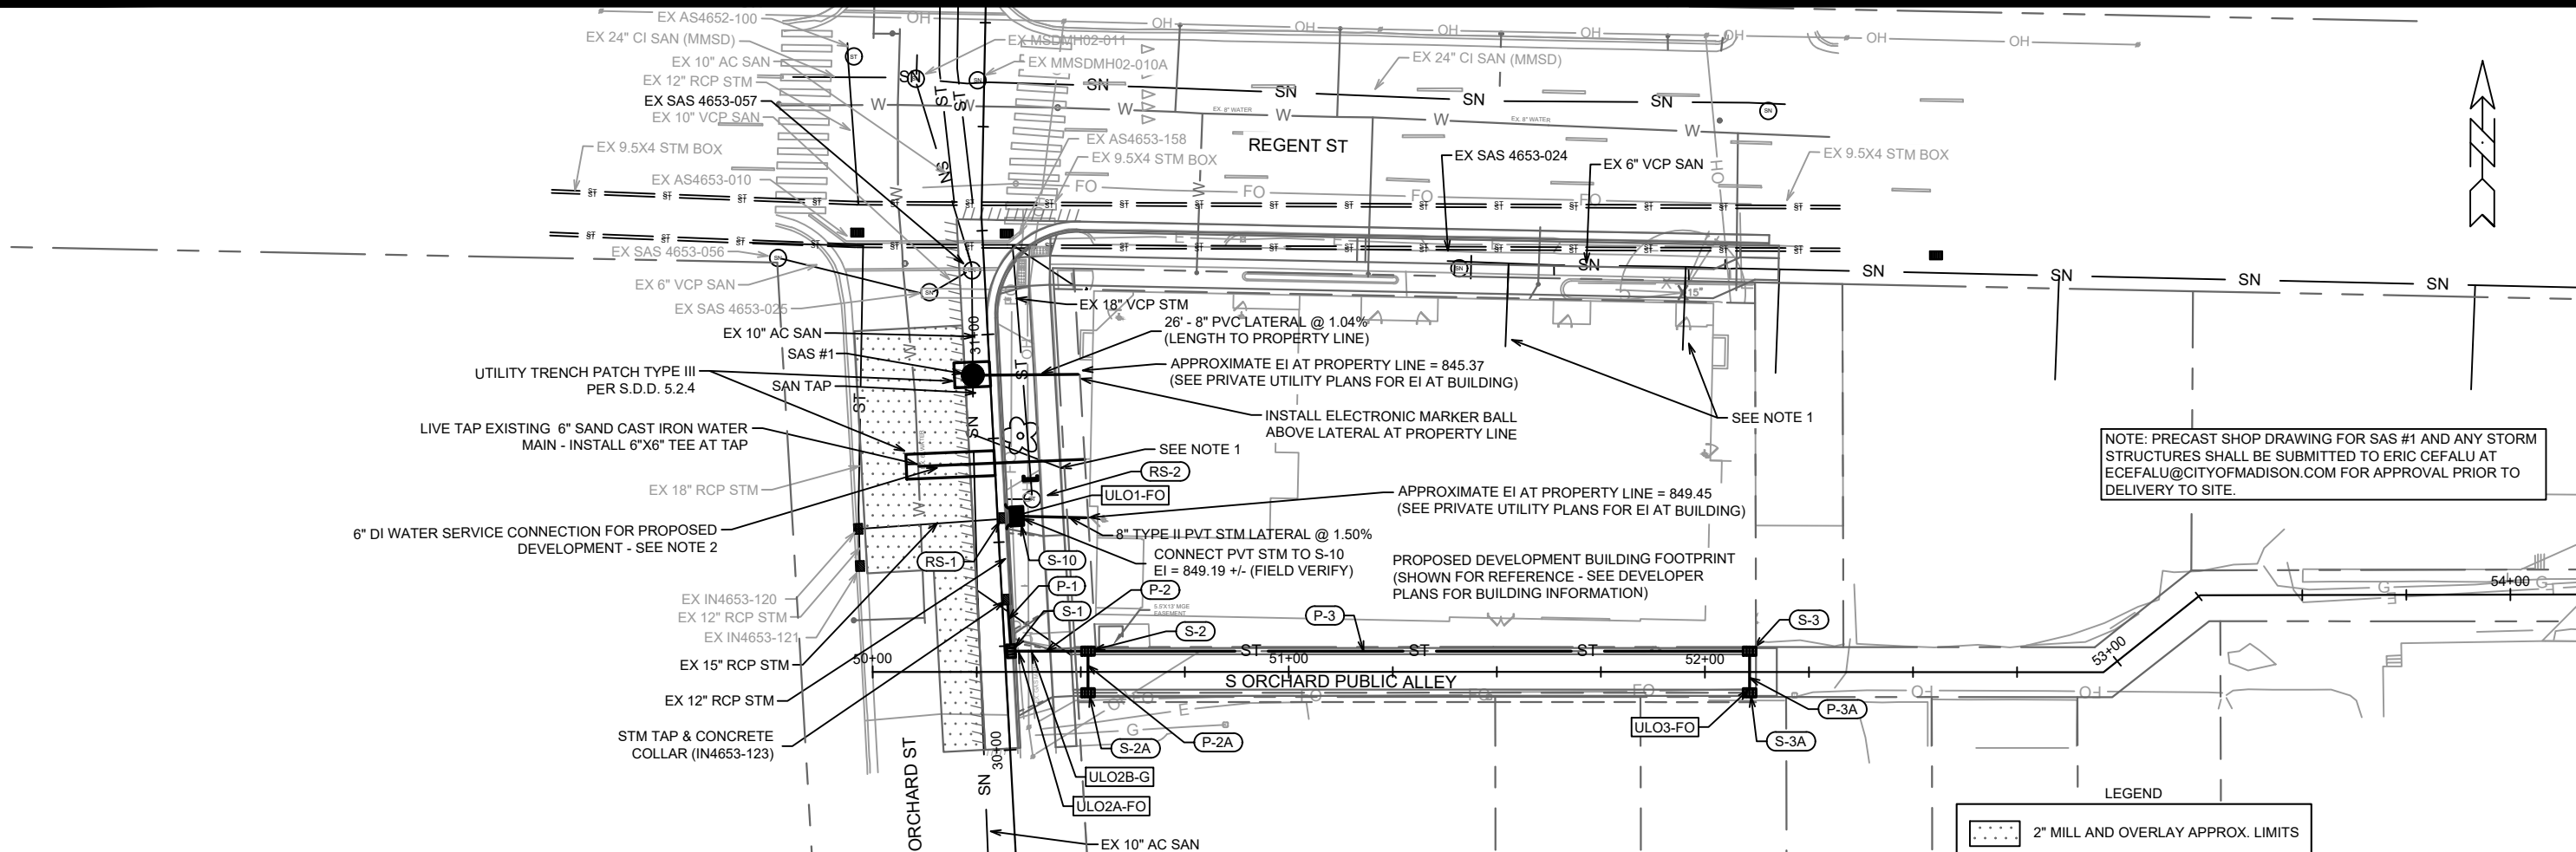 EX AS4652-100
EX 24" CI SAN (MMSD)
EX 10" AC SAN
EX 12" RCP STM
EX SAS 4653-057
EX 10" VCP SAN
EX 9.5X4 STM BOX
EX AS4653-010
EX SAS 4653-056
EX 6" VCP SAN
EX SAS 4653-025
EX 10" AC SAN
SAS #1
UTILITY TRENCH PATCH TYPE III
PER S.D.D. 5.2.4
SAN TAP
LIVE TAP EXISTING 6" SAND CAST IRON WATER
MAIN - INSTALL 6"X6" TEE AT TAP
EX 18" RCP STM
6" DI WATER SERVICE CONNECTION FOR PROPOSED
DEVELOPMENT - SEE NOTE 2
EX IN4653-120
EX 12" RCP STM
EX IN4653-121
EX 15" RCP STM
EX 12" RCP STM
STM TAP & CONCRETE
COLLAR (IN4653-123)
EX MSDMH02-011
EX MMSDMH02-010A
EX 24" CI SAN (MMSD)
EX. 8" WATER
EX. 8" WATER
REGENT ST
EX AS4653-158
EX 9.5X4 STM BOX
EX SAS 4653-024
EX 6" VCP SAN
EX 9.5X4 STM BOX
EX 18" VCP STM
26' - 8" PVC LATERAL @ 1.04%
(LENGTH TO PROPERTY LINE)
APPROXIMATE EI AT PROPERTY LINE = 845.37
(SEE PRIVATE UTILITY PLANS FOR EI AT BUILDING)
INSTALL ELECTRONIC MARKER BALL
ABOVE LATERAL AT PROPERTY LINE
SEE NOTE 1
SEE NOTE 1
RS-2
ULO1-FO
APPROXIMATE EI AT PROPERTY LINE = 849.45
(SEE PRIVATE UTILITY PLANS FOR EI AT BUILDING)
8" TYPE II PVT STM LATERAL @ 1.50%
CONNECT PVT STM TO S-10
EI = 849.19 +/- (FIELD VERIFY)
RS-1
S-10
P-1
P-2
S-1
S-2
5.5'X13' MGE
EASEMENT
PROPOSED DEVELOPMENT BUILDING FOOTPRINT
(SHOWN FOR REFERENCE - SEE DEVELOPER
PLANS FOR BUILDING INFORMATION)
P-3
S-3
31+00
30+00
50+00
51+00
52+00
53+00
54+00
S ORCHARD PUBLIC ALLEY
ORCHARD ST
S-2A
P-2A
ULO2B-G
ULO2A-FO
ULO3-FO
P-3A
S-3A
EX 10" AC SAN
NOTE: PRECAST SHOP DRAWING FOR SAS #1 AND ANY STORM
STRUCTURES SHALL BE SUBMITTED TO ERIC CEFALU AT
ECEFALU@CITYOFMADISON.COM FOR APPROVAL PRIOR TO
DELIVERY TO SITE.
LEGEND
2" MILL AND OVERLAY APPROX. LIMITS